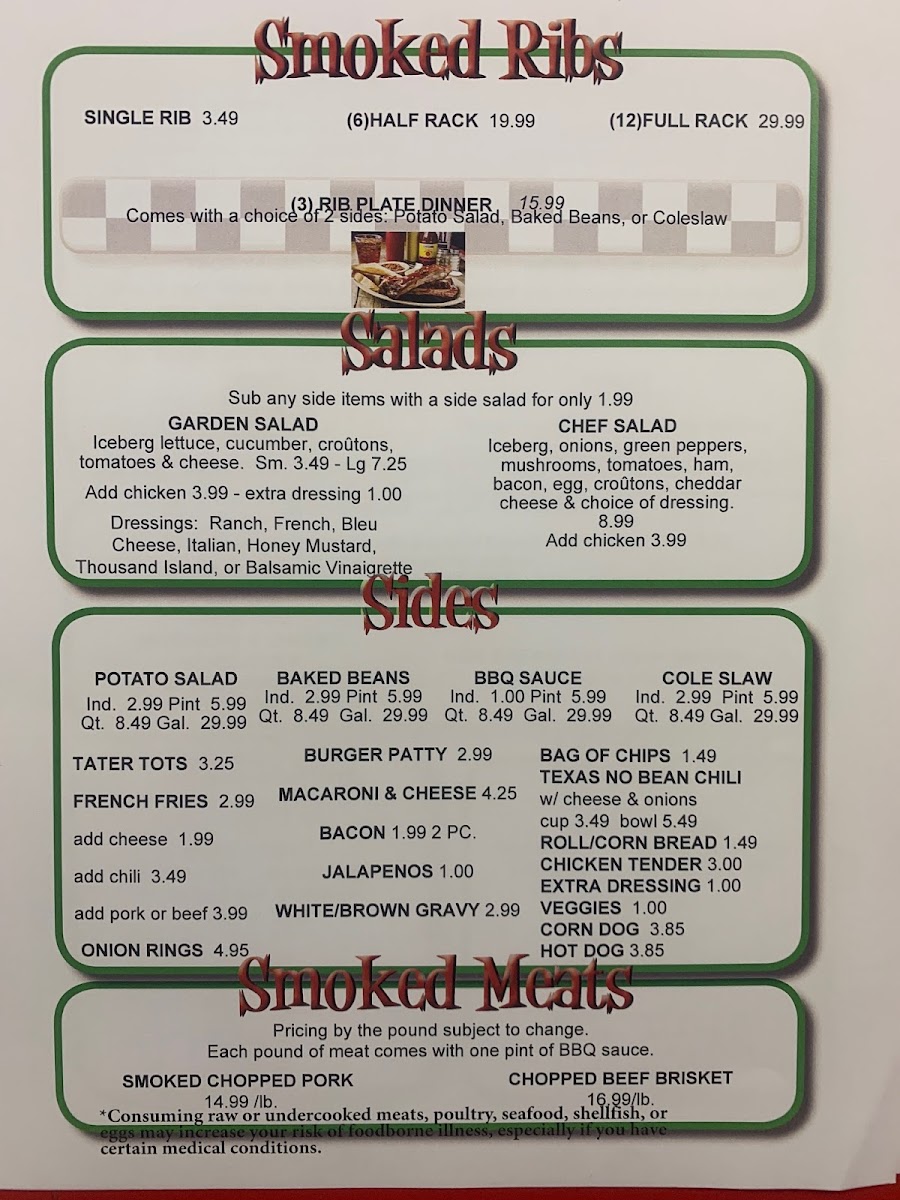 Smoked Ribs
SINGLE RIB 3.49 (6)HALF RACK 19.99 (12)FULL RACK 29.99
(3) RIB PLATE DINNER 15.99
Comes with a choice of 2 sides: Potato Salad, Baked Beans, or Coleslaw
Salads
Sub any side items with a side salad for only 1.99
GARDEN SALAD
Iceberg lettuce, cucumber, croûtons,
tomatoes & cheese. Sm. 3.49 - Lg 7.25
Add chicken 3.99 - extra dressing 1.00
Dressings: Ranch, French, Bleu
Cheese, Italian, Honey Mustard,
Thousand Island, or Balsamic Vinaigrette
CHEF SALAD
Iceberg, onions, green peppers,
mushrooms, tomatoes, ham,
bacon, egg, croûtons, cheddar
cheese & choice of dressing.
8.99
Add chicken 3.99
Sides
POTATO SALAD
Ind. 2.99 Pint 5.99
Qt. 8.49 Gal. 29.99
BAKED BEANS
Ind. 2.99 Pint 5.99
Qt. 8.49 Gal. 29.99
BBQ SAUCE
Ind. 1.00 Pint 5.99
Qt. 8.49 Gal. 29.99
COLE SLAW
Ind. 2.99 Pint 5.99
Qt. 8.49 Gal. 29.99
TATER TOTS 3.25
FRENCH FRIES 2.99
add cheese 1.99
add chili 3.49
add pork or beef 3.99
ONION RINGS 4.95
BURGER PATTY 2.99
MACARONI & CHEESE 4.25
BACON 1.99 2 PC.
JALAPENOS 1.00
WHITE/BROWN GRAVY 2.99
BAG OF CHIPS 1.49
TEXAS NO BEAN CHILI
w/ cheese & onions
cup 3.49 bowl 5.49
ROLL/CORN BREAD 1.49
CHICKEN TENDER 3.00
EXTRA DRESSING 1.00
VEGGIES 1.00
CORN DOG 3.85
HOT DOG 3.85
Smoked Meats
Pricing by the pound subject to change.
Each pound of meat comes with one pint of BBQ sauce.
SMOKED CHOPPED PORK
14.99 /lb.
CHOPPED BEEF BRISKET
16.99/lb.
*Consuming raw or undercooked meats, poultry, seafood, shellfish, or
eggs may increase your risk of foodborne illness, especially if you have
certain medical conditions.